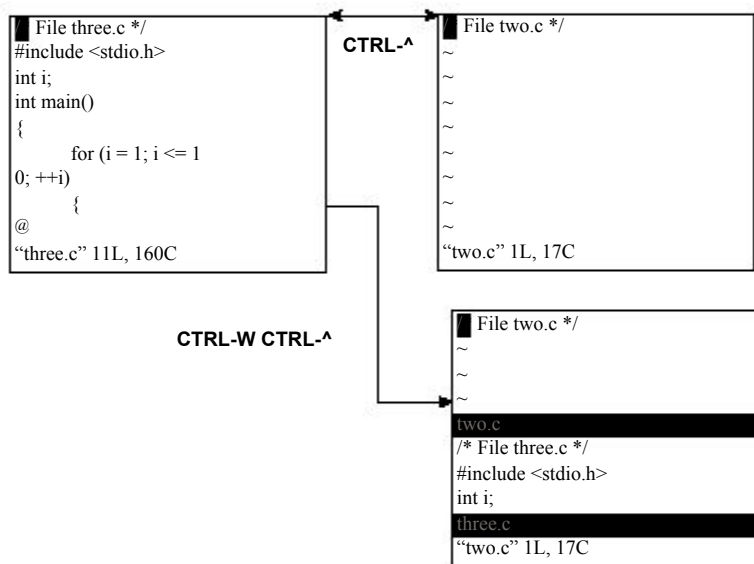 /* File three.c */
#include <stdio.h>
int i;
int main()
{
for (i = 1; i <= 1
0; ++i)
{
@
“three.c” 11L, 160C
CTRL-^
/* File two.c */
~
~
~
~
~
~
~
~
~
“two.c” 1L, 17C
CTRL-W CTRL-^
/* File two.c */
~
~
~
two.c
/* File three.c */
#include <stdio.h>
int i;
three.c
“two.c” 1L, 17C